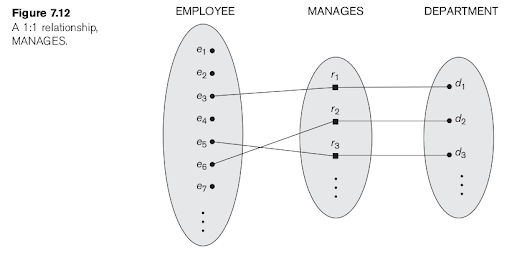 Figure 7.12
A 1:1 relationship,
MANAGES.
EMPLOYEE
MANAGES
DEPARTMENT
e1
e2
e3
e4
e5
e6
e7
r1
r2
r3
d1
d2
d3